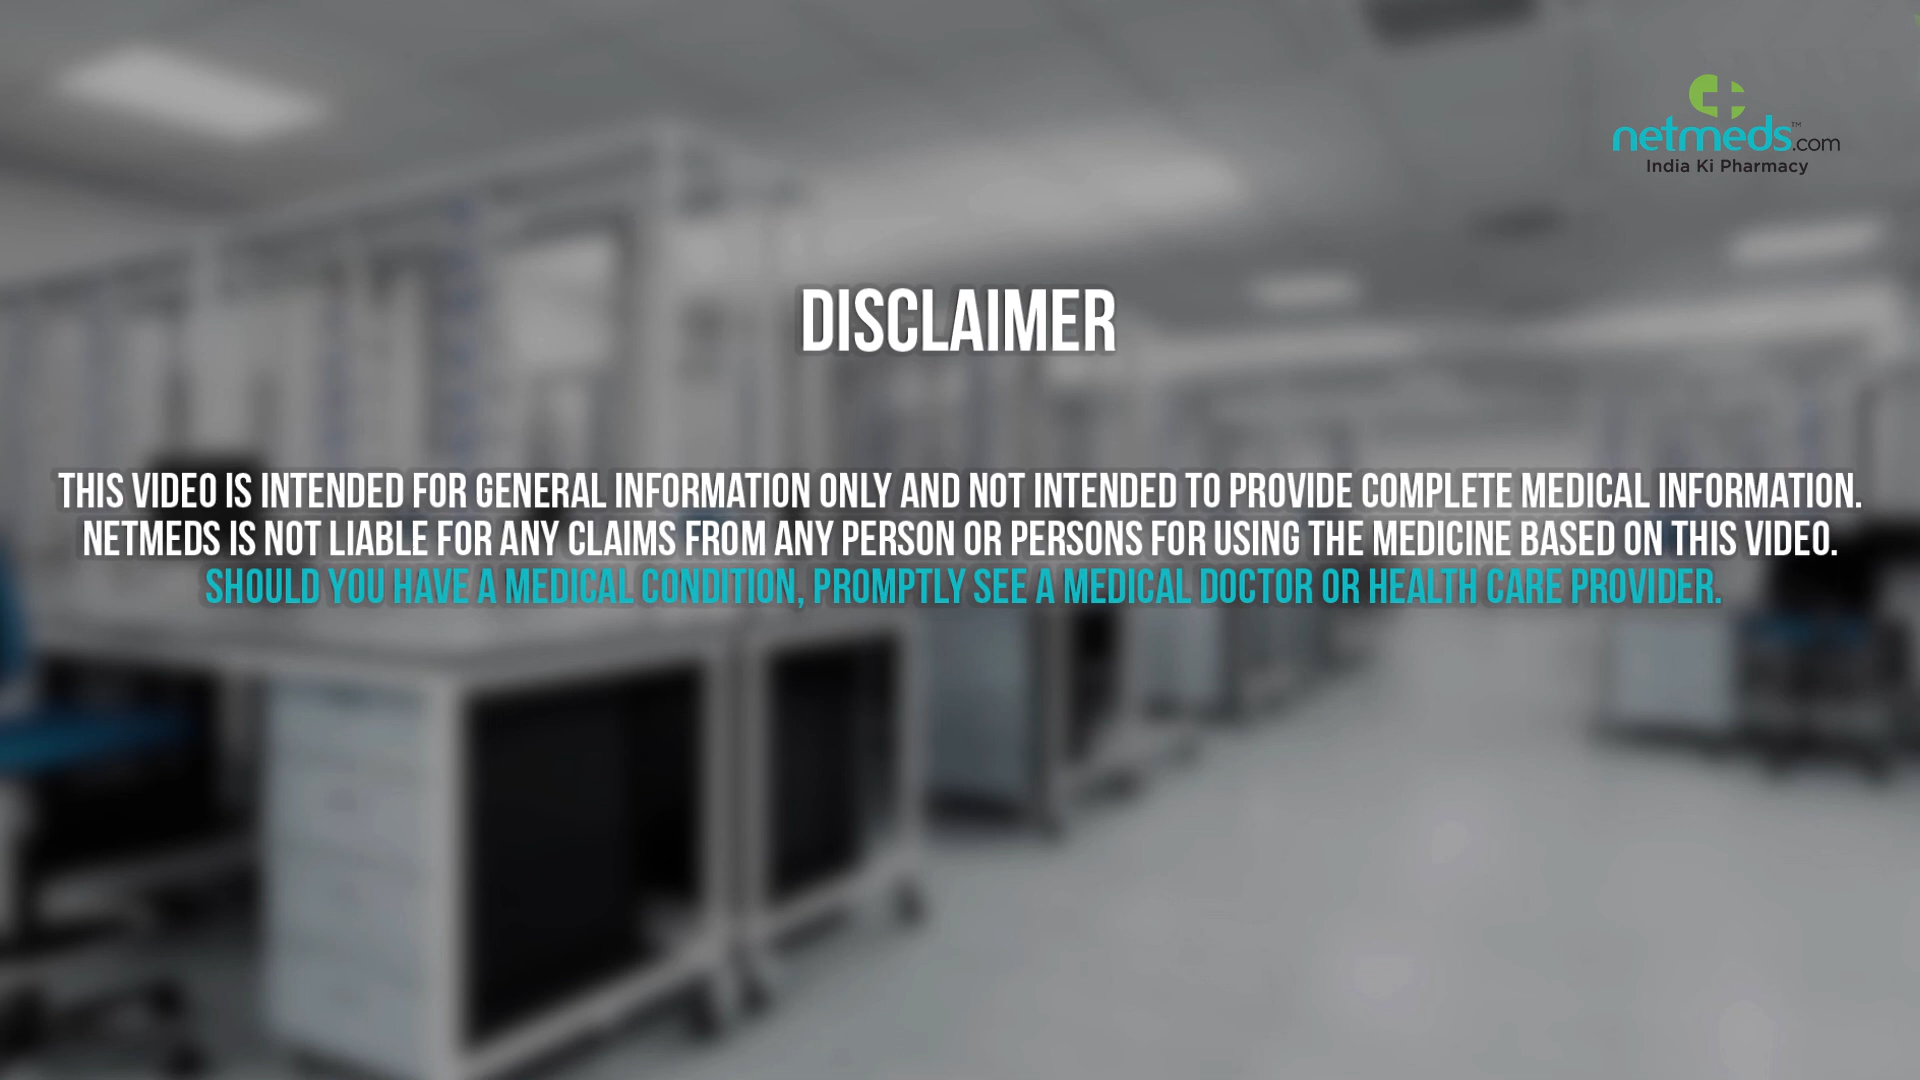 netmeds™.com
India Ki Pharmacy
DISCLAIMER
THIS VIDEO IS INTENDED FOR GENERAL INFORMATION ONLY AND NOT INTENDED TO PROVIDE COMPLETE MEDICAL INFORMATION.
NETMEDS IS NOT LIABLE FOR ANY CLAIMS FROM ANY PERSON OR PERSONS FOR USING THE MEDICINE BASED ON THIS VIDEO.
SHOULD YOU HAVE A MEDICAL CONDITION, PROMPTLY SEE A MEDICAL DOCTOR OR HEALTH CARE PROVIDER.